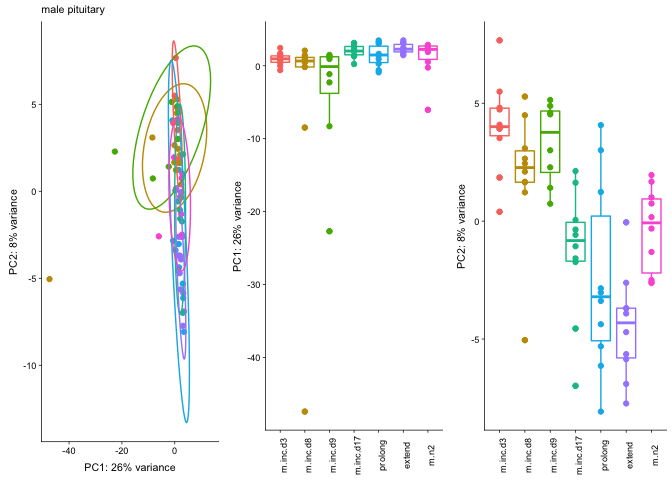 male pituitary
PC2: 8% variance
5
0
-5
-10
-40
-20
0
PC1: 26% variance
PC1: 26% variance
0
-10
-20
-30
-40
m.inc.d3
m.inc.d8
m.inc.d9
m.inc.d17
prolong
extend
m.n2
PC2: 8% variance
5
0
-5
m.inc.d3
m.inc.d8
m.inc.d9
m.inc.d17
prolong
extend
m.n2